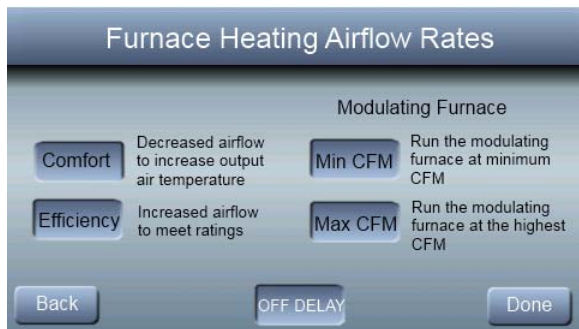 Furnace Heating Airflow Rates
Modulating Furnace
Comfort
Decreased airflow
to increase output
air temperature
Min CFM
Run the modulating
furnace at minimum
CFM
Efficiency
Increased airflow
to meet ratings
Max CFM
Run the modulating
furnace at the highest
CFM
Back
OFF DELAY
Done